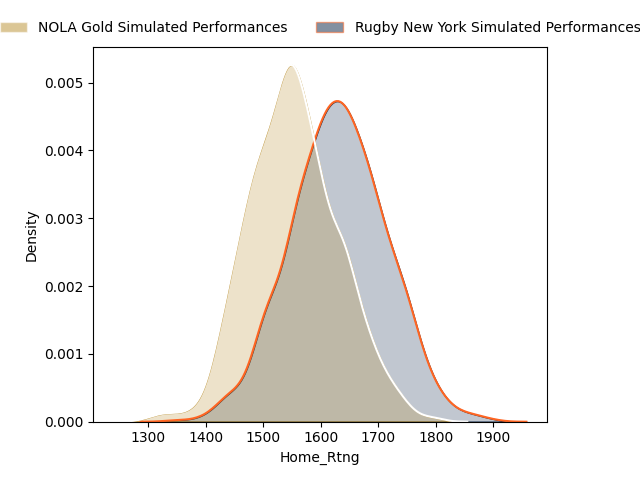 NOLA Gold Simulated Performances
Rugby New York Simulated Performances
0.005
0.004
0.003
0.002
0.001
0.000
Density
1300 1400 1500 1600 1700 1800 1900
Home_Rtng